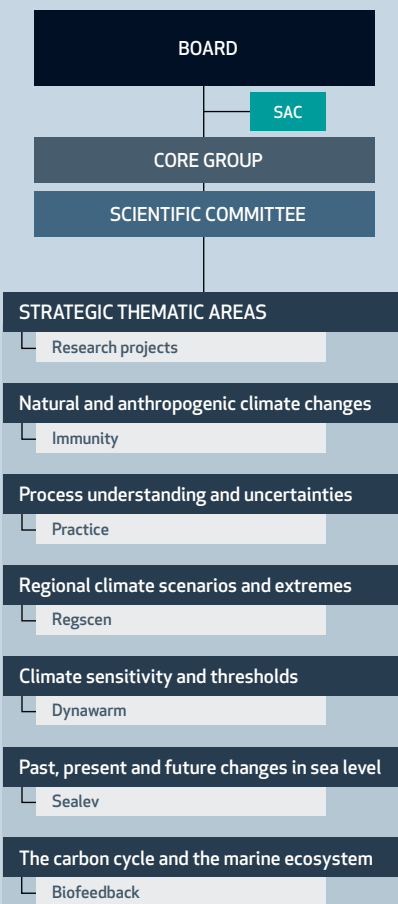 BOARD
SAC
CORE GROUP
SCIENTIFIC COMMITTEE
STRATEGIC THEMATIC AREAS
Research projects
Natural and anthropogenic climate changes
Immunity
Process understanding and uncertainties
Practice
Regional climate scenarios and extremes
Regscen
Climate sensitivity and thresholds
Dynawarm
Past, present and future changes in sea level
Sealev
The carbon cycle and the marine ecosystem
Biofeedback